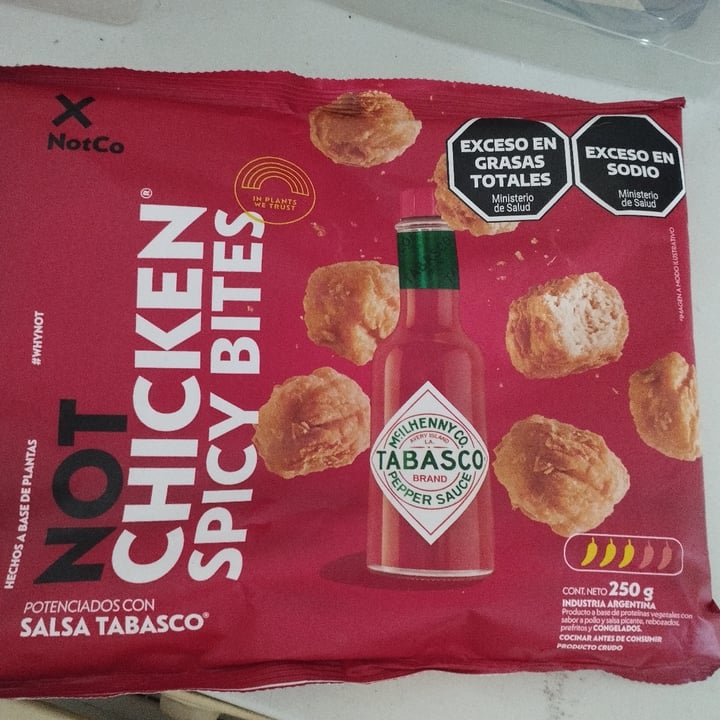 NotCo
IN PLANTS
WE TRUST
EXCESO EN
GRASAS
TOTALES
Ministerio
de Salud
EXCESO EN
SODIO
Ministerio
de Salud
#WHYNOT
HECHOS A BASE DE PLANTAS
NOT
CHICKEN®
SPICY BITES
POTENCIADOS CON
SALSA TABASCO®
McILHENNY CO.
AVERY ISLAND
LA.
TABASCO
BRAND
PEPPER SAUCE
*IMAGEN A MODO ILUSTRATIVO
CONT. NETO 250 g
INDUSTRIA ARGENTINA
Producto a base de proteínas vegetales con
sabor a pollo y salsa picante, rebozados,
prefritos y CONGELADOS.
COCINAR ANTES DE CONSUMIR
PRODUCTO CRUDO